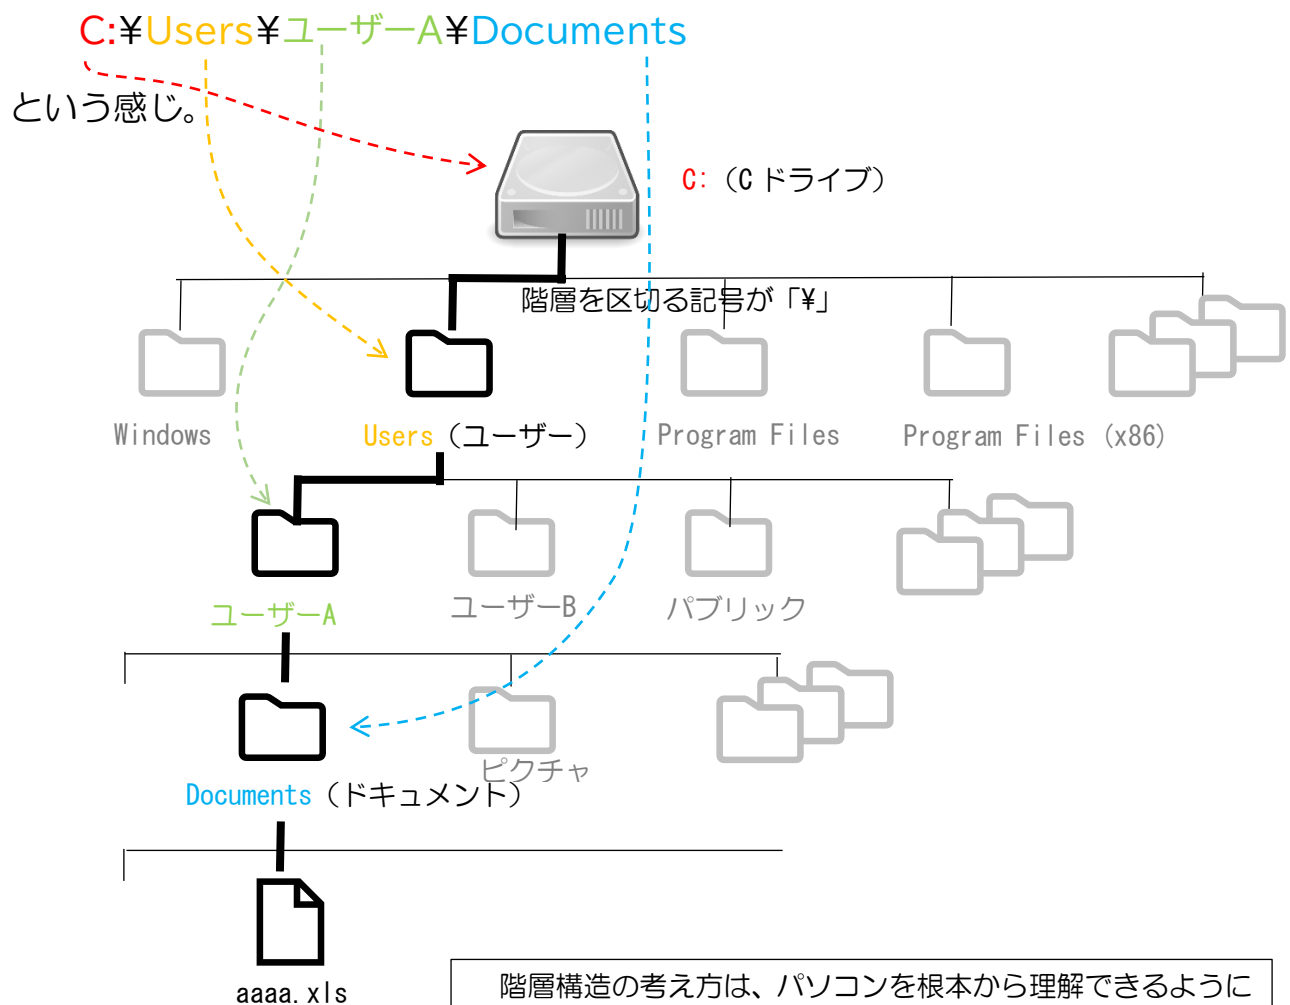 C:¥Users¥ユーザーA¥Documents
という感じ。
C:（C ドライブ）
階層を区切る記号が「¥」
Windows
Users（ユーザー）
Program Files
Program Files (x86)
ユーザーA
ユーザーB
パブリック
ピクチャ
Documents（ドキュメント）
aaaa.xls
階層構造の考え方は、パソコンを根本から理解できるように